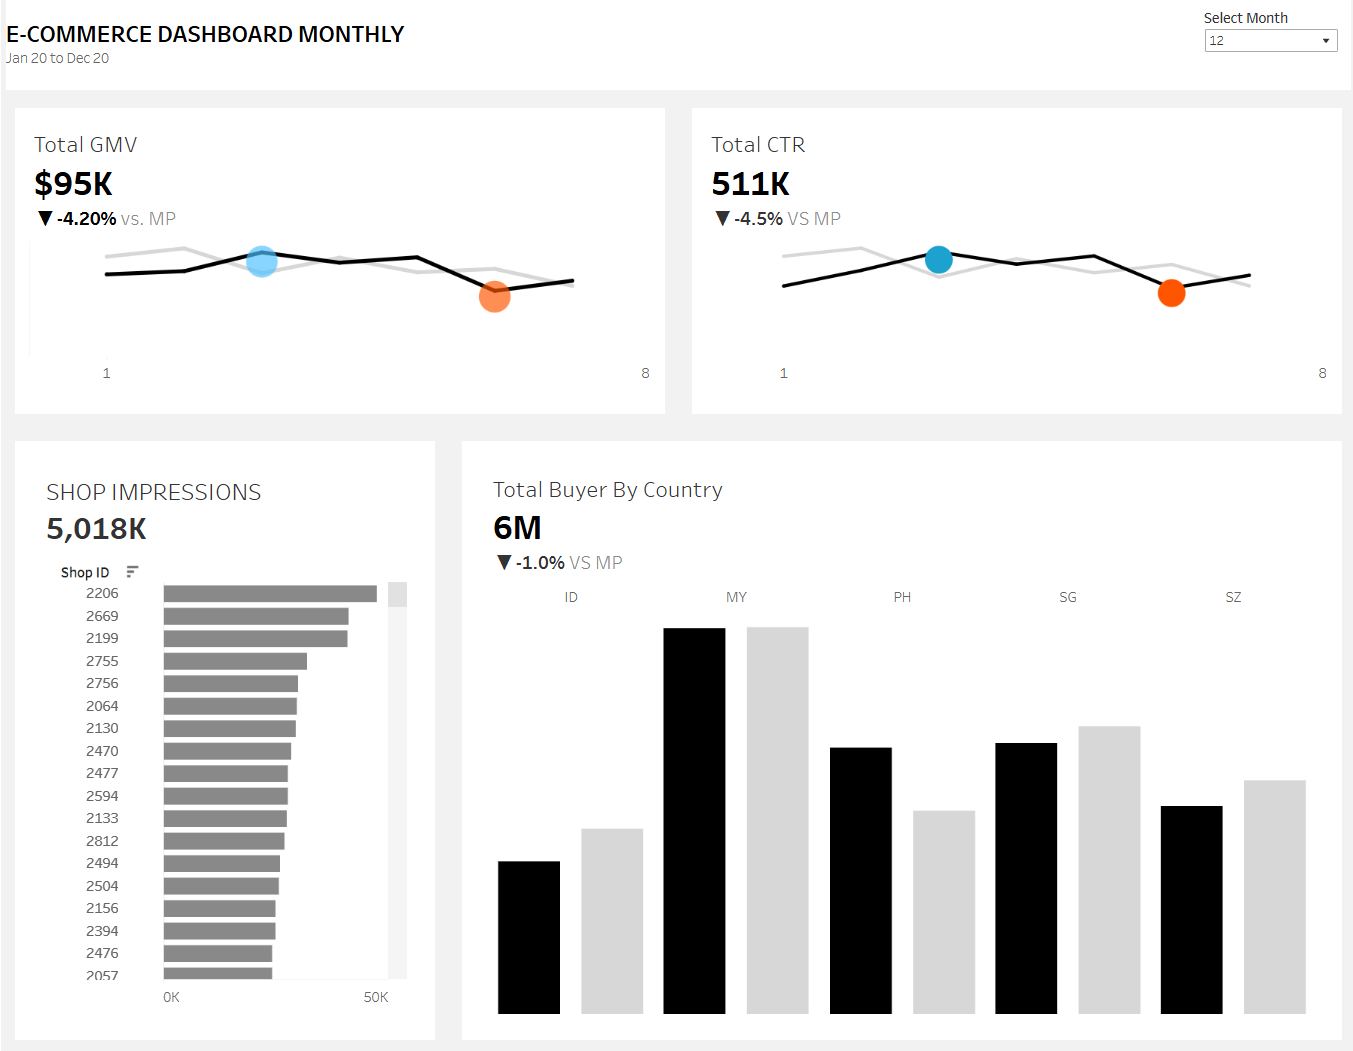 E-COMMERCE DASHBOARD MONTHLY
Jan 20 to Dec 20
Select Month
12
Total GMV
$95K
▼ -4.20% vs. MP
1
8
Total CTR
511K
▼ -4.5% VS MP
1
8
SHOP IMPRESSIONS
5,018K
Shop ID
2206
2669
2199
2755
2756
2064
2130
2470
2477
2594
2133
2812
2494
2504
2156
2394
2476
2057
0K 50K
Total Buyer By Country
6M
▼ -1.0% VS MP
ID MY PH SG SZ